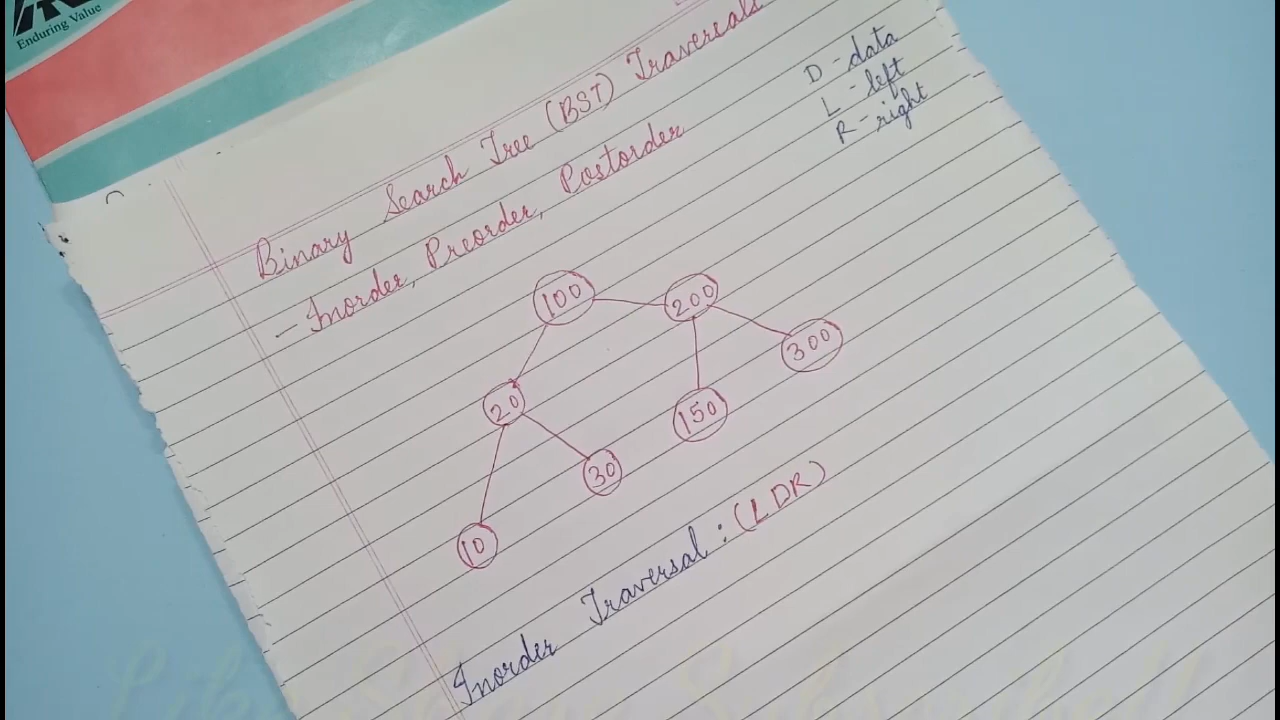 Enduring Value
Binary Search Tree (BST) Traversals
- Inorder, Preorder, Postorder
D - data
L - left
R - right
100
200
300
20
150
30
10
Inorder Traversal : (LDR)